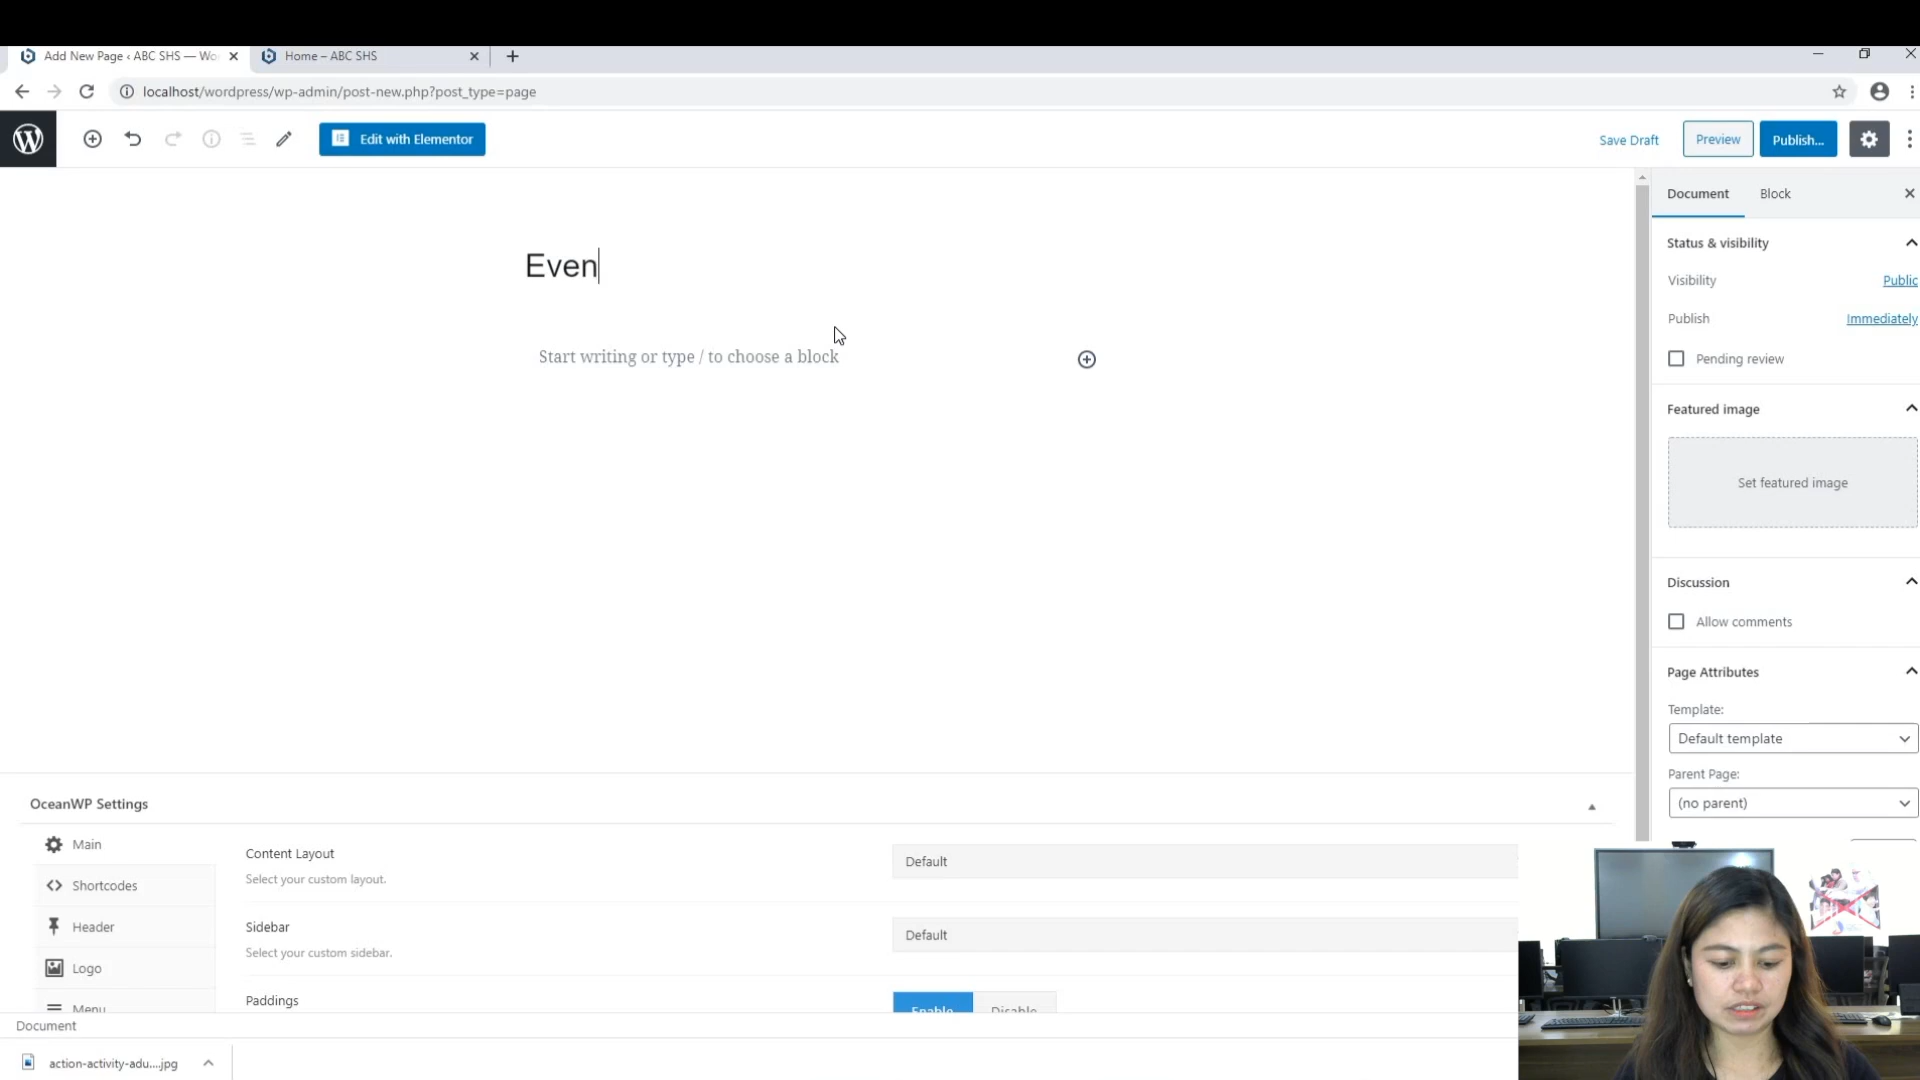 Add New Page ‹ ABC SHS — Wo
Home – ABC SHS
localhost/wordpress/wp-admin/post-new.php?post_type=page
Edit with Elementor
Save Draft
Preview
Publish...
Document
Block
Even
Start writing or type / to choose a block
Status & visibility
Visibility
Public
Publish
Immediately
Pending review
Featured image
Set featured image
Discussion
Allow comments
Page Attributes
Template:
Default template
Parent Page:
(no parent)
OceanWP Settings
Main
Shortcodes
Header
Logo
Menu
Content Layout
Select your custom layout.
Default
Sidebar
Select your custom sidebar.
Default
Paddings
Enable
Disable
Document
action-activity-adu....jpg